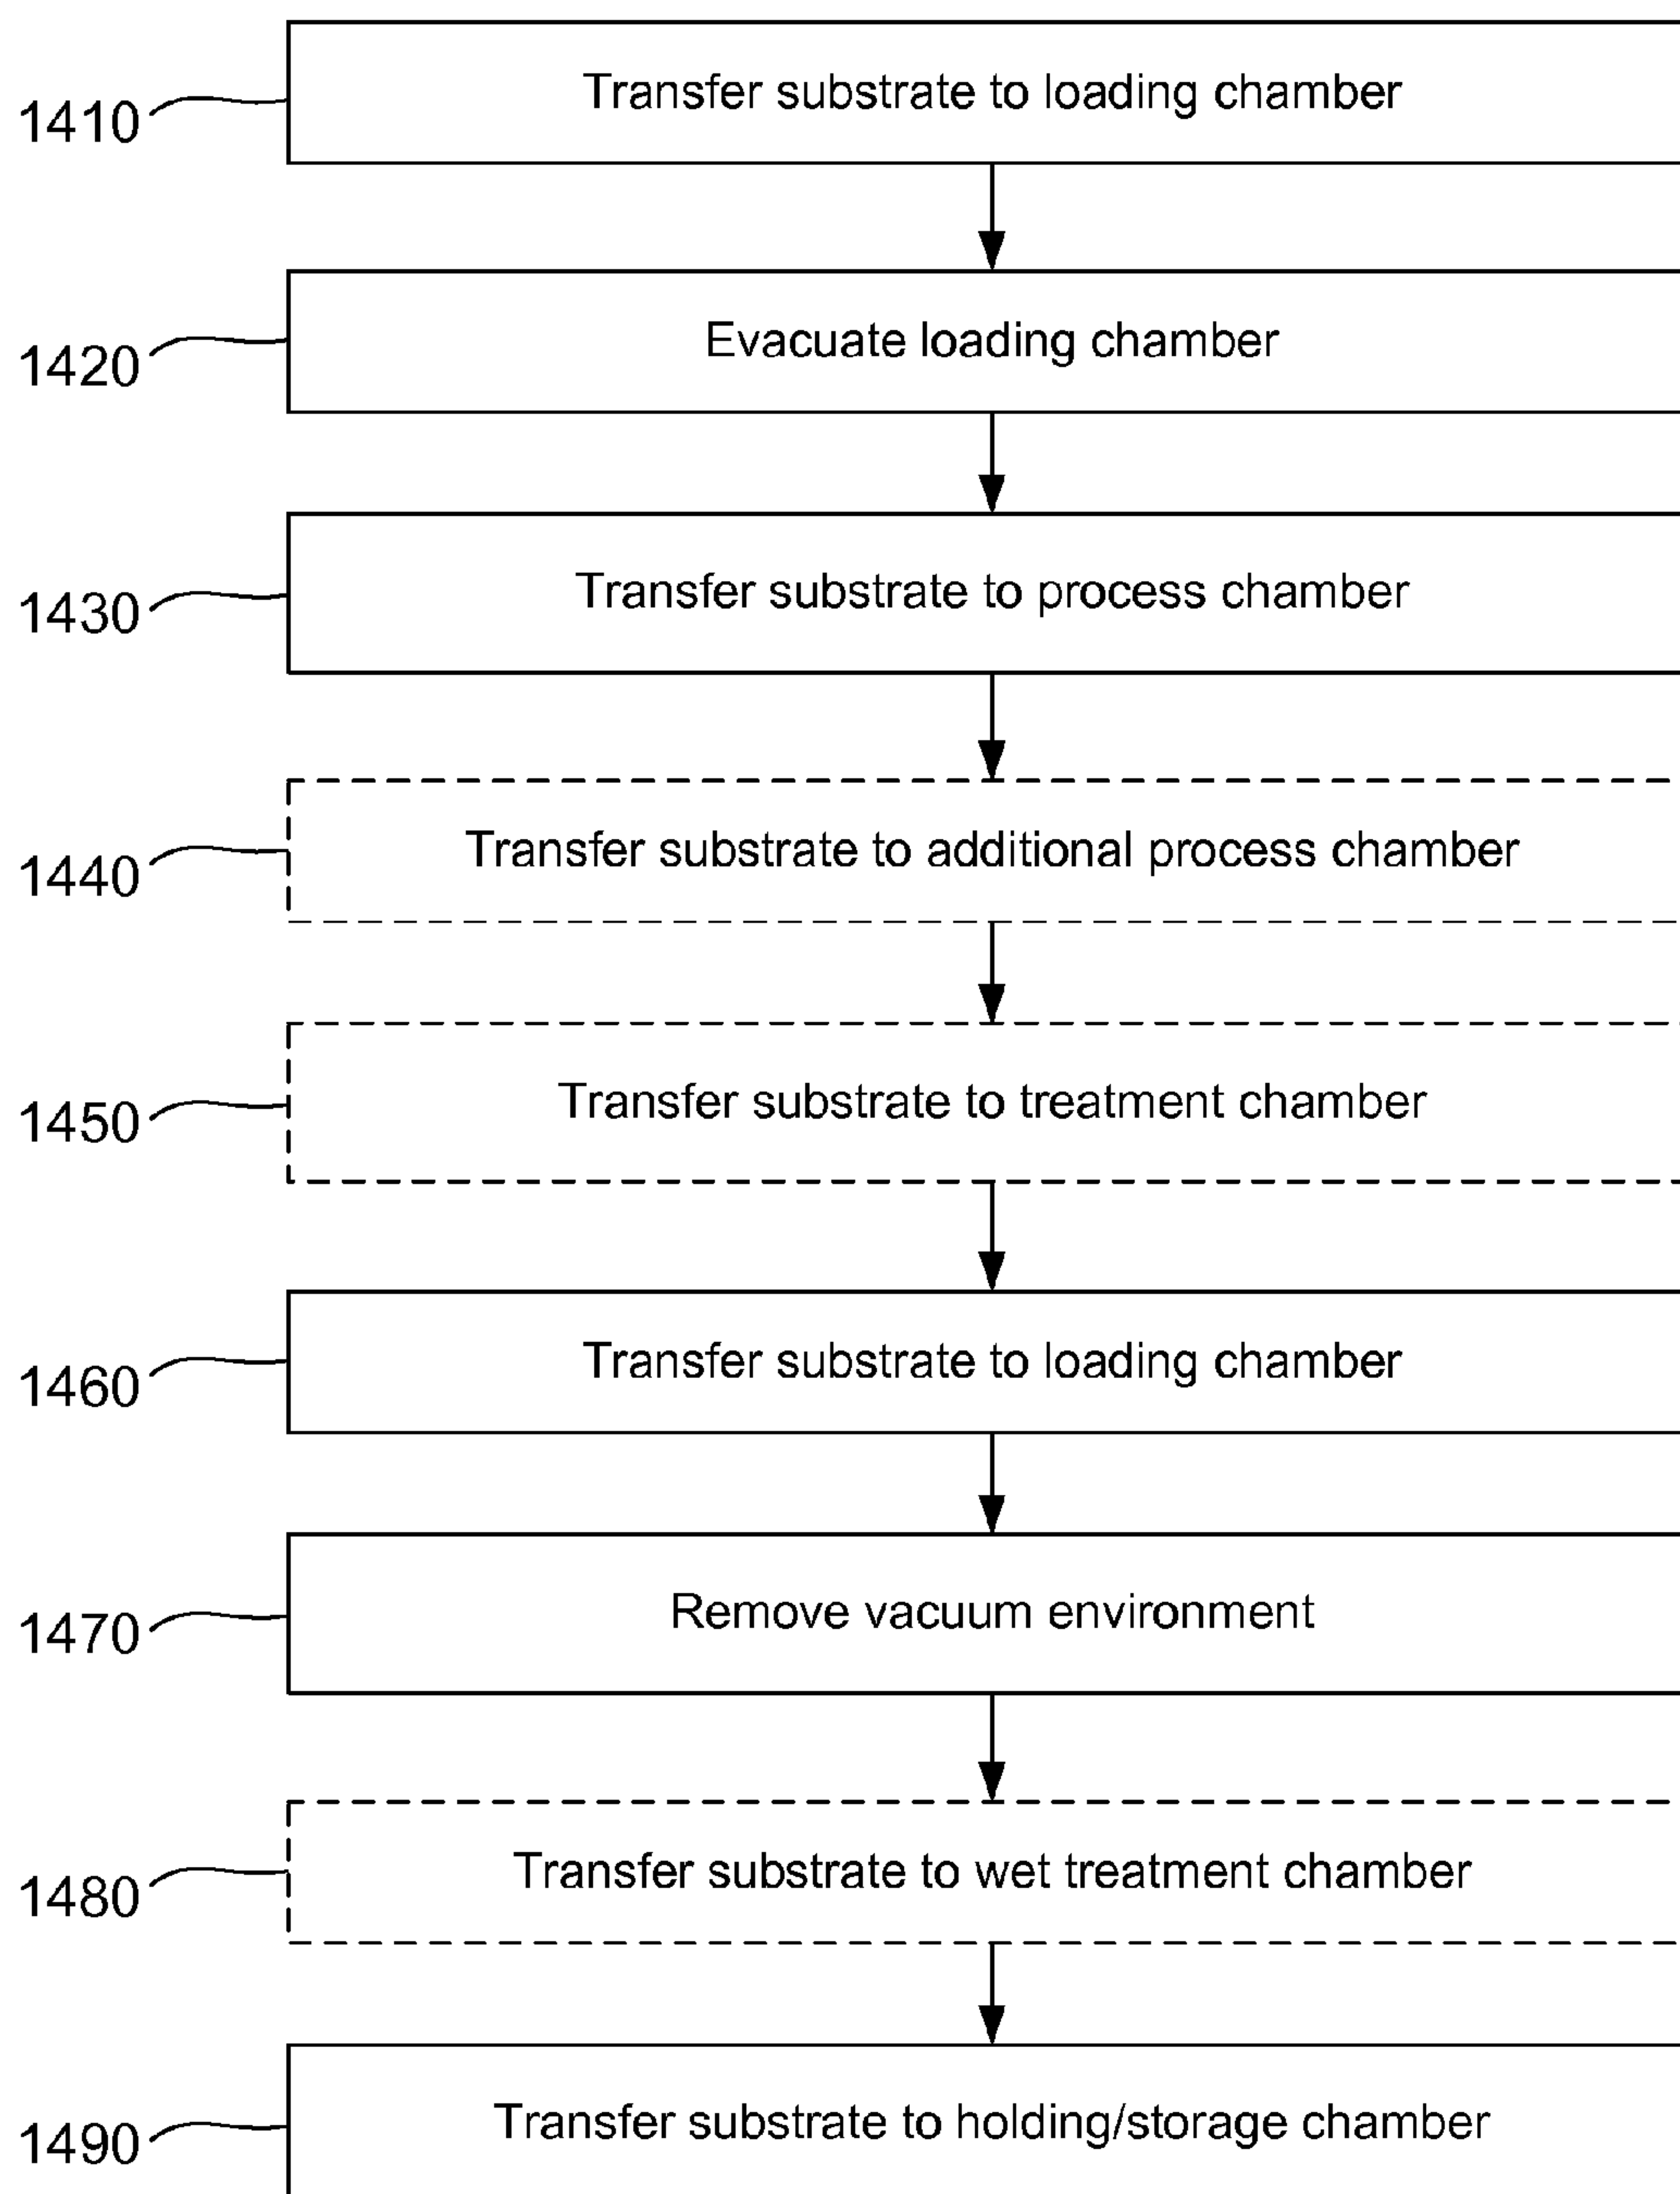 1410 Transfer substrate to loading chamber
1420 Evacuate loading chamber
1430 Transfer substrate to process chamber
1440 Transfer substrate to additional process chamber
1450 Transfer substrate to treatment chamber
1460 Transfer substrate to loading chamber
1470 Remove vacuum environment
1480 Transfer substrate to wet treatment chamber
1490 Transfer substrate to holding/storage chamber